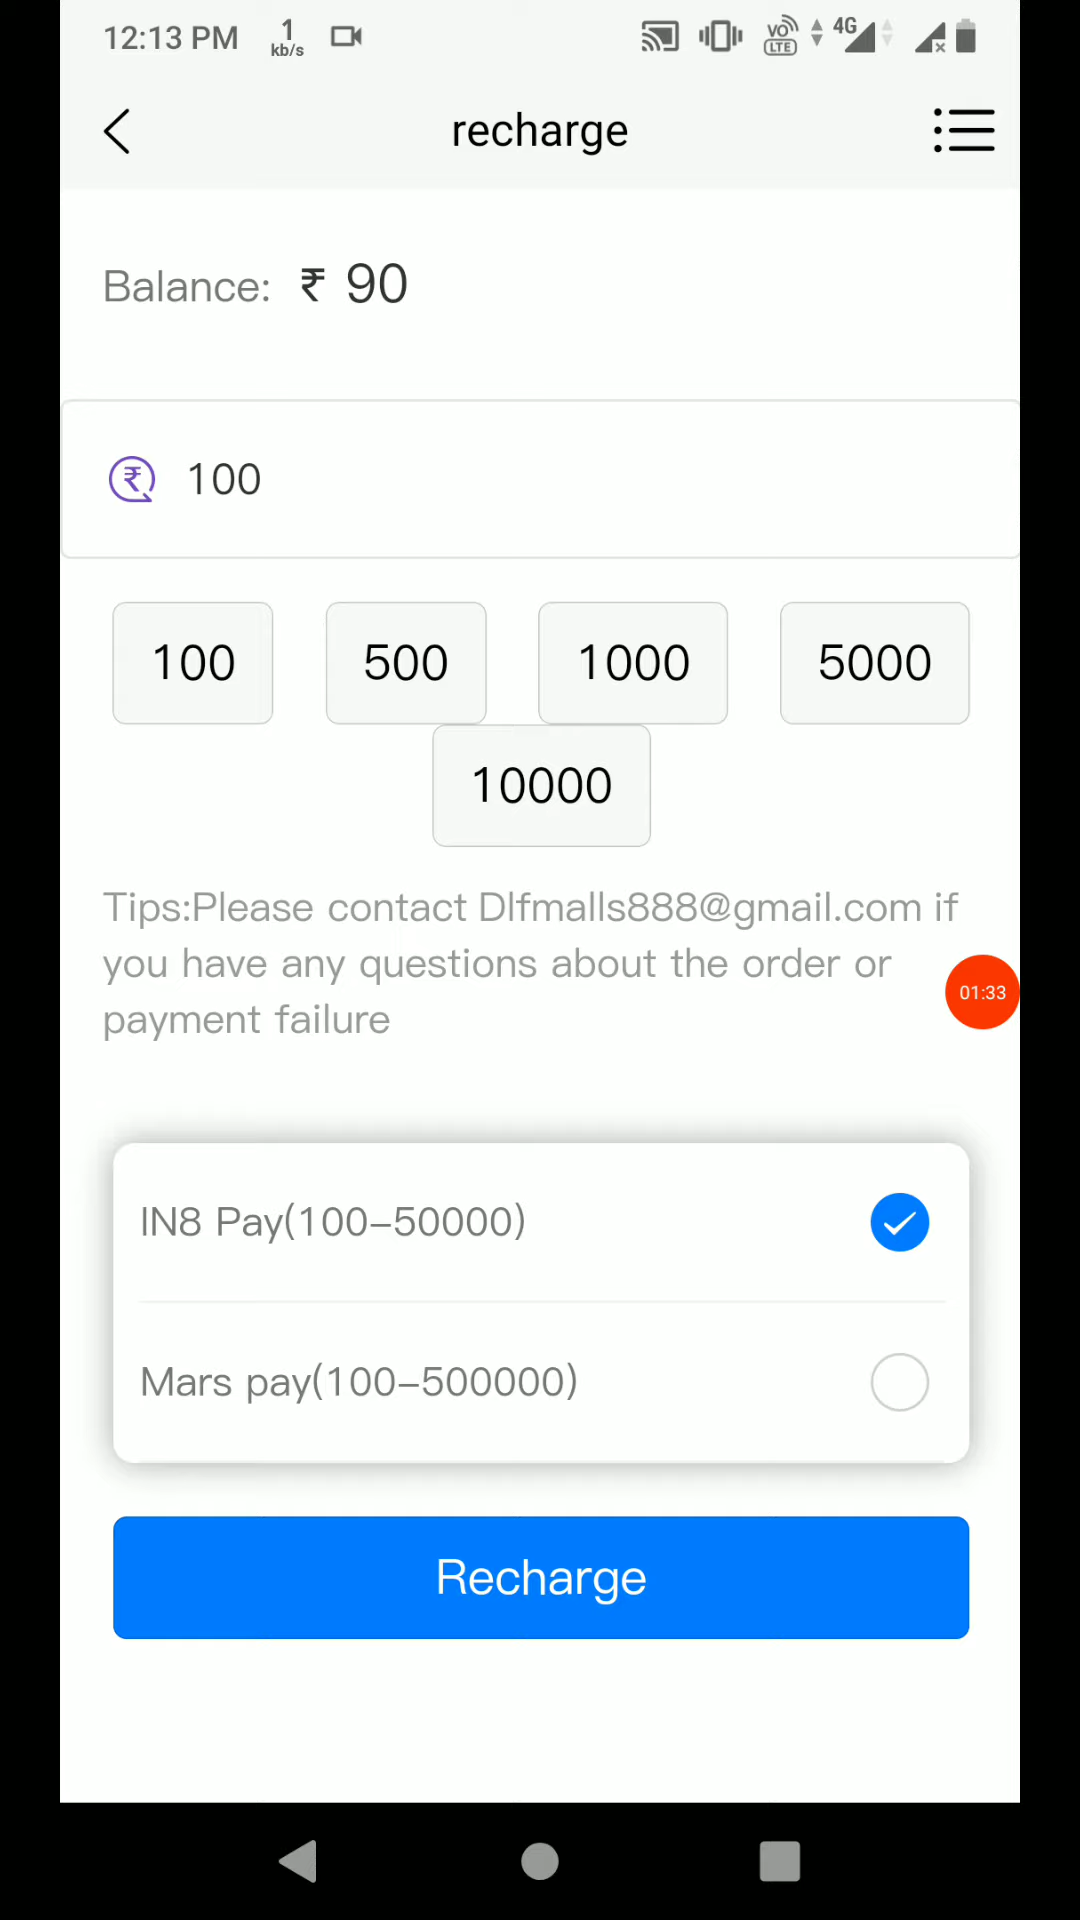 12:13 PM 1 kb/s VO LTE 4G
recharge
Balance: ₹ 90
₹ 100
100 500 1000 5000
10000
Tips:Please contact Dlfmalls888@gmail.com if
you have any questions about the order or
payment failure
01:33
IN8 Pay(100–50000)
Mars pay(100–500000)
Recharge